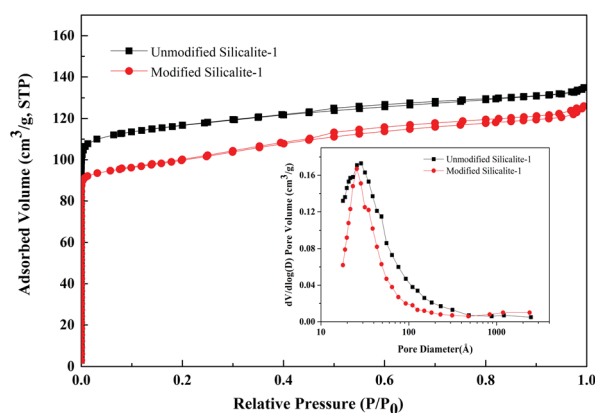 Adsorbed Volume (cm³/g, STP)
160
140
120
100
80
60
40
20
0
Unmodified Silicalite-1
Modified Silicalite-1
dV/dlog(D) Pore Volume (cm³/g)
0.16
0.12
0.08
0.04
0.00
Unmodified Silicalite-1
Modified Silicalite-1
10 100 1000
Pore Diameter(Å)
0.0 0.2 0.4 0.6 0.8 1.0
Relative Pressure (P/P₀)